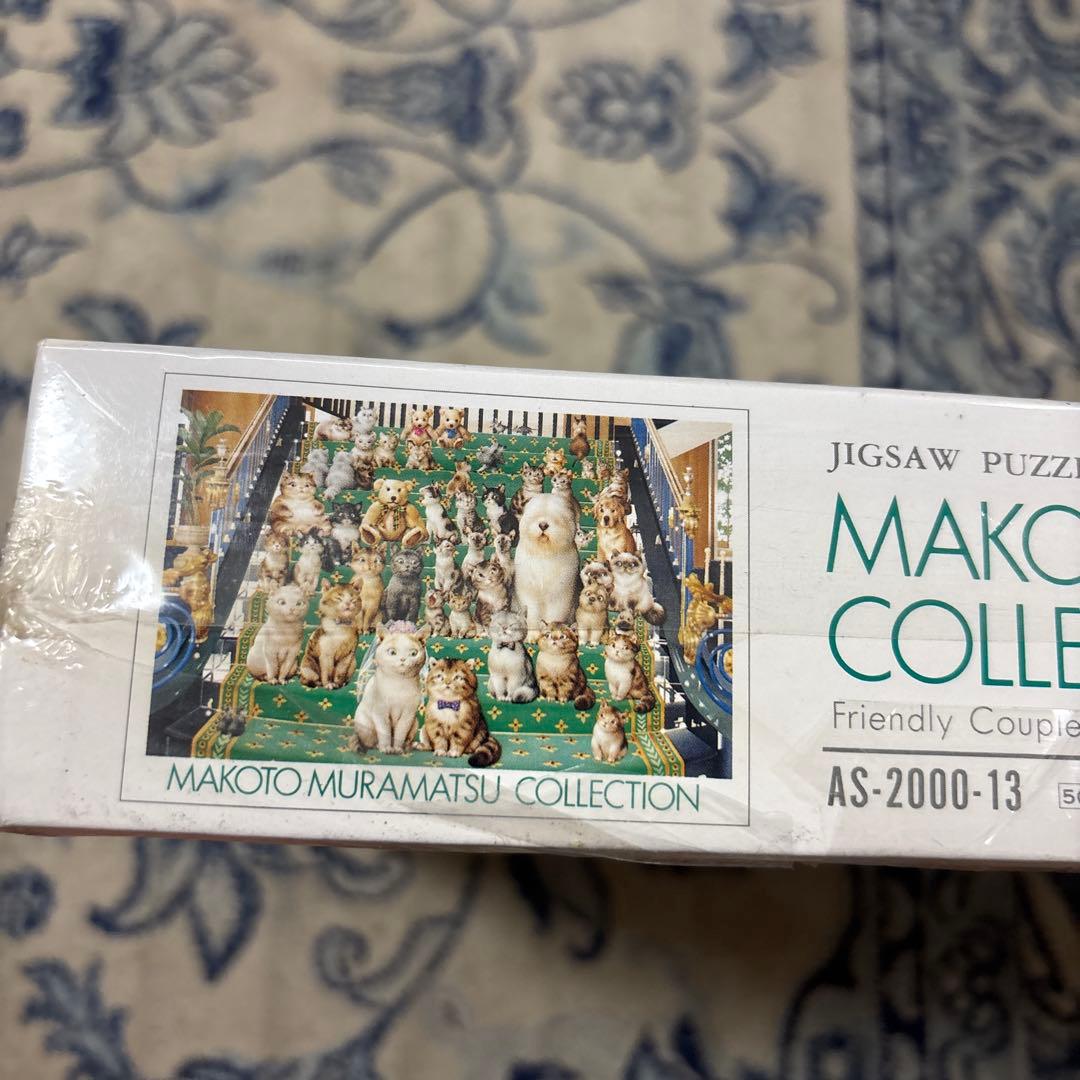 MAKOTO MURAMATSU COLLECTION
JIGSAW PUZZ
MAKO
COLLE
Friendly Couple
AS-2000-13